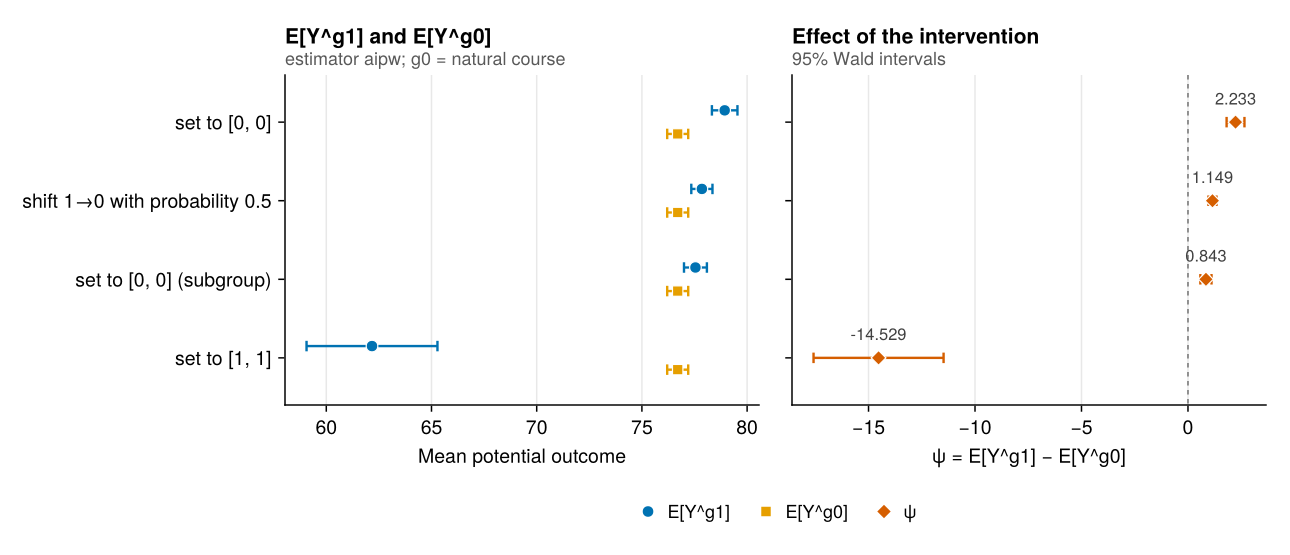 E[Y^g1] and E[Y^g0]
estimator aipw; g0 = natural course
set to [0, 0]
shift 1→0 with probability 0.5
set to [0, 0] (subgroup)
set to [1, 1]
60 65 70 75 80
Mean potential outcome
Effect of the intervention
95% Wald intervals
2.233
1.149
0.843
-14.529
−15 −10 −5 0
ψ = E[Y^g1] − E[Y^g0]
E[Y^g1] E[Y^g0] ψ